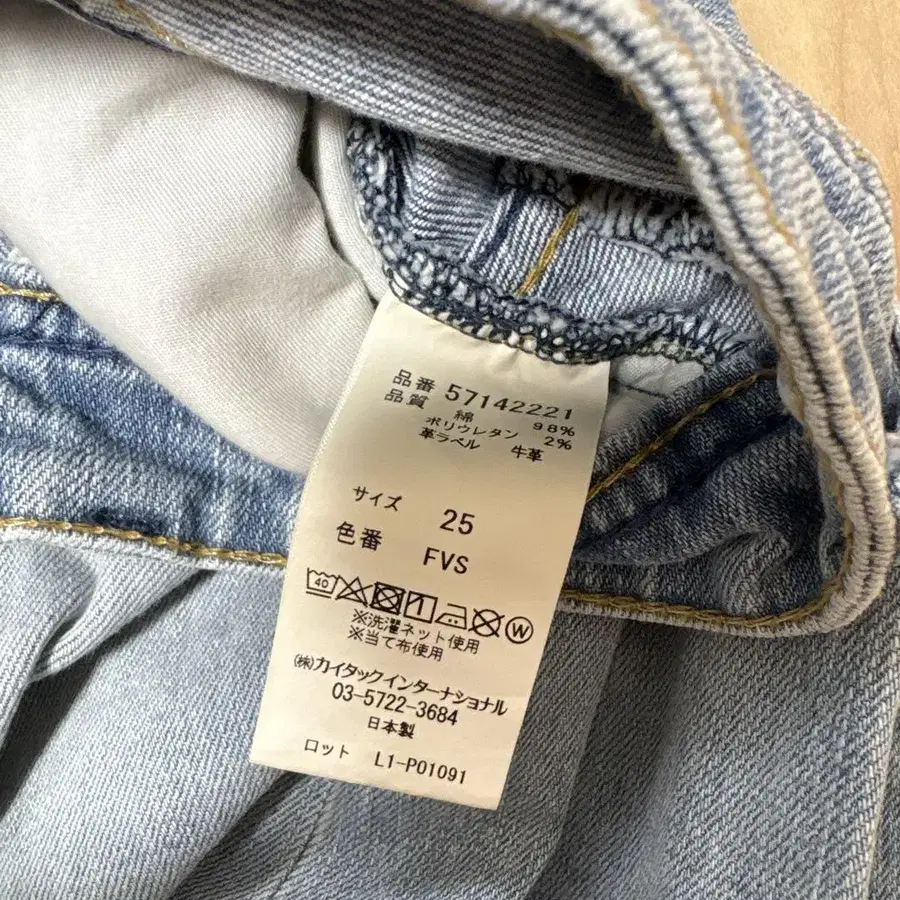 品番 57142221
品質 綿 98%
ポリウレタン 2%
革ラベル 牛革
サイズ 25
色番 FVS
40 W
※洗濯ネット使用
※当て布使用
㈱カイタックインターナショナル
03-5722-3684
日本製
ロット L1-P01091